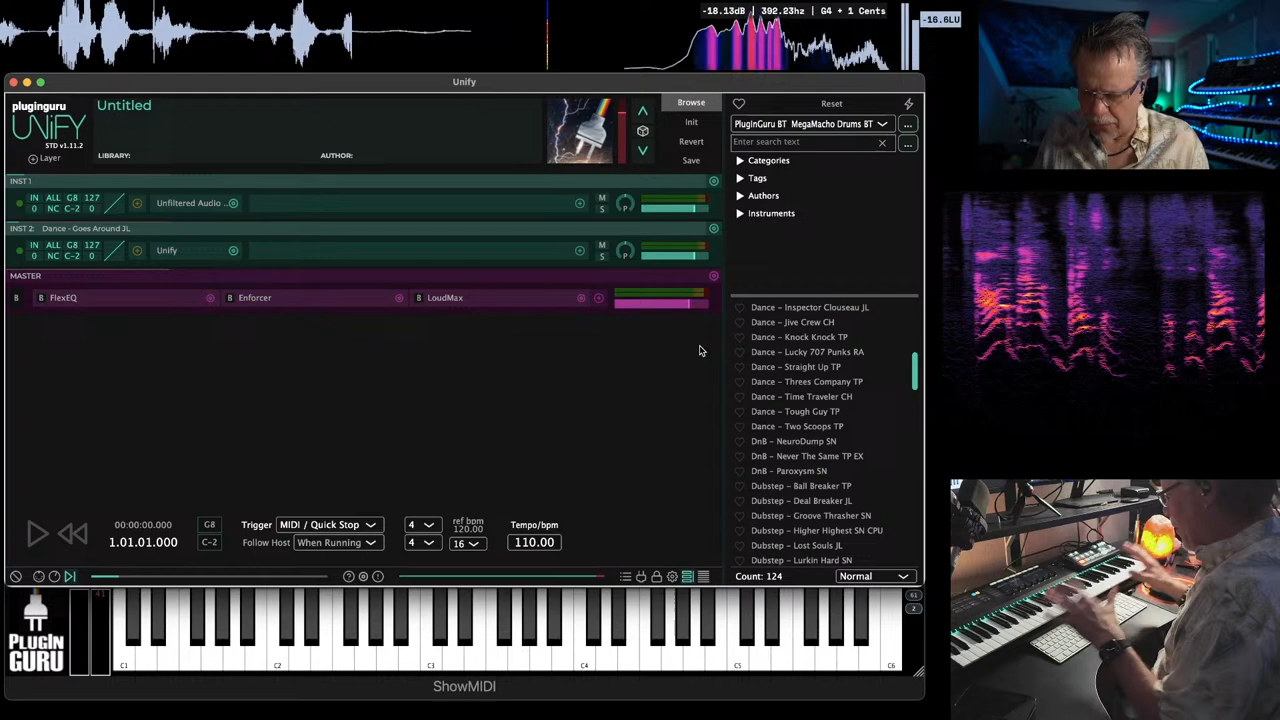 -18.13dB | 392.23hz | G4 + 1 Cents
-16.6LU
Unify
pluginguru
UNiFY
STD v1.11.2
Layer
Untitled
LIBRARY: AUTHOR:
Browse
Init
Revert
Save
Reset
PlugInGuru BT MegaMacho Drums BT
...
Enter search text
...
Categories
Tags
Authors
Instruments
INST 1
IN ALL G8 127
0 NC C-2 0
Unfiltered Audio ..
M
S
P
INST 2: Dance - Goes Around JL
IN ALL G8 127
0 NC C-2 0
Unify
M
S
P
MASTER
B
B FlexEQ
B Enforcer
B LoudMax
Dance - Inspector Clouseau JL
Dance - Jive Crew CH
Dance - Knock Knock TP
Dance - Lucky 707 Punks RA
Dance - Straight Up TP
Dance - Threes Company TP
Dance - Time Traveler CH
Dance - Tough Guy TP
Dance - Two Scoops TP
DnB - NeuroDump SN
DnB - Never The Same TP EX
DnB - Paroxysm SN
Dubstep - Ball Breaker TP
Dubstep - Deal Breaker JL
Dubstep - Groove Thrasher SN
Dubstep - Higher Highest SN CPU
Dubstep - Lost Souls JL
Dubstep - Lurkin Hard SN
00:00:00.000
1.01.01.000
G8
C-2
Trigger MIDI / Quick Stop
Follow Host When Running
4
4
ref bpm
120.00
16
Tempo/bpm
110.00
Count: 124
Normal
41
61
2
PLUGIN
GURU
C1 C2 C3 C4 C5 C6
ShowMIDI